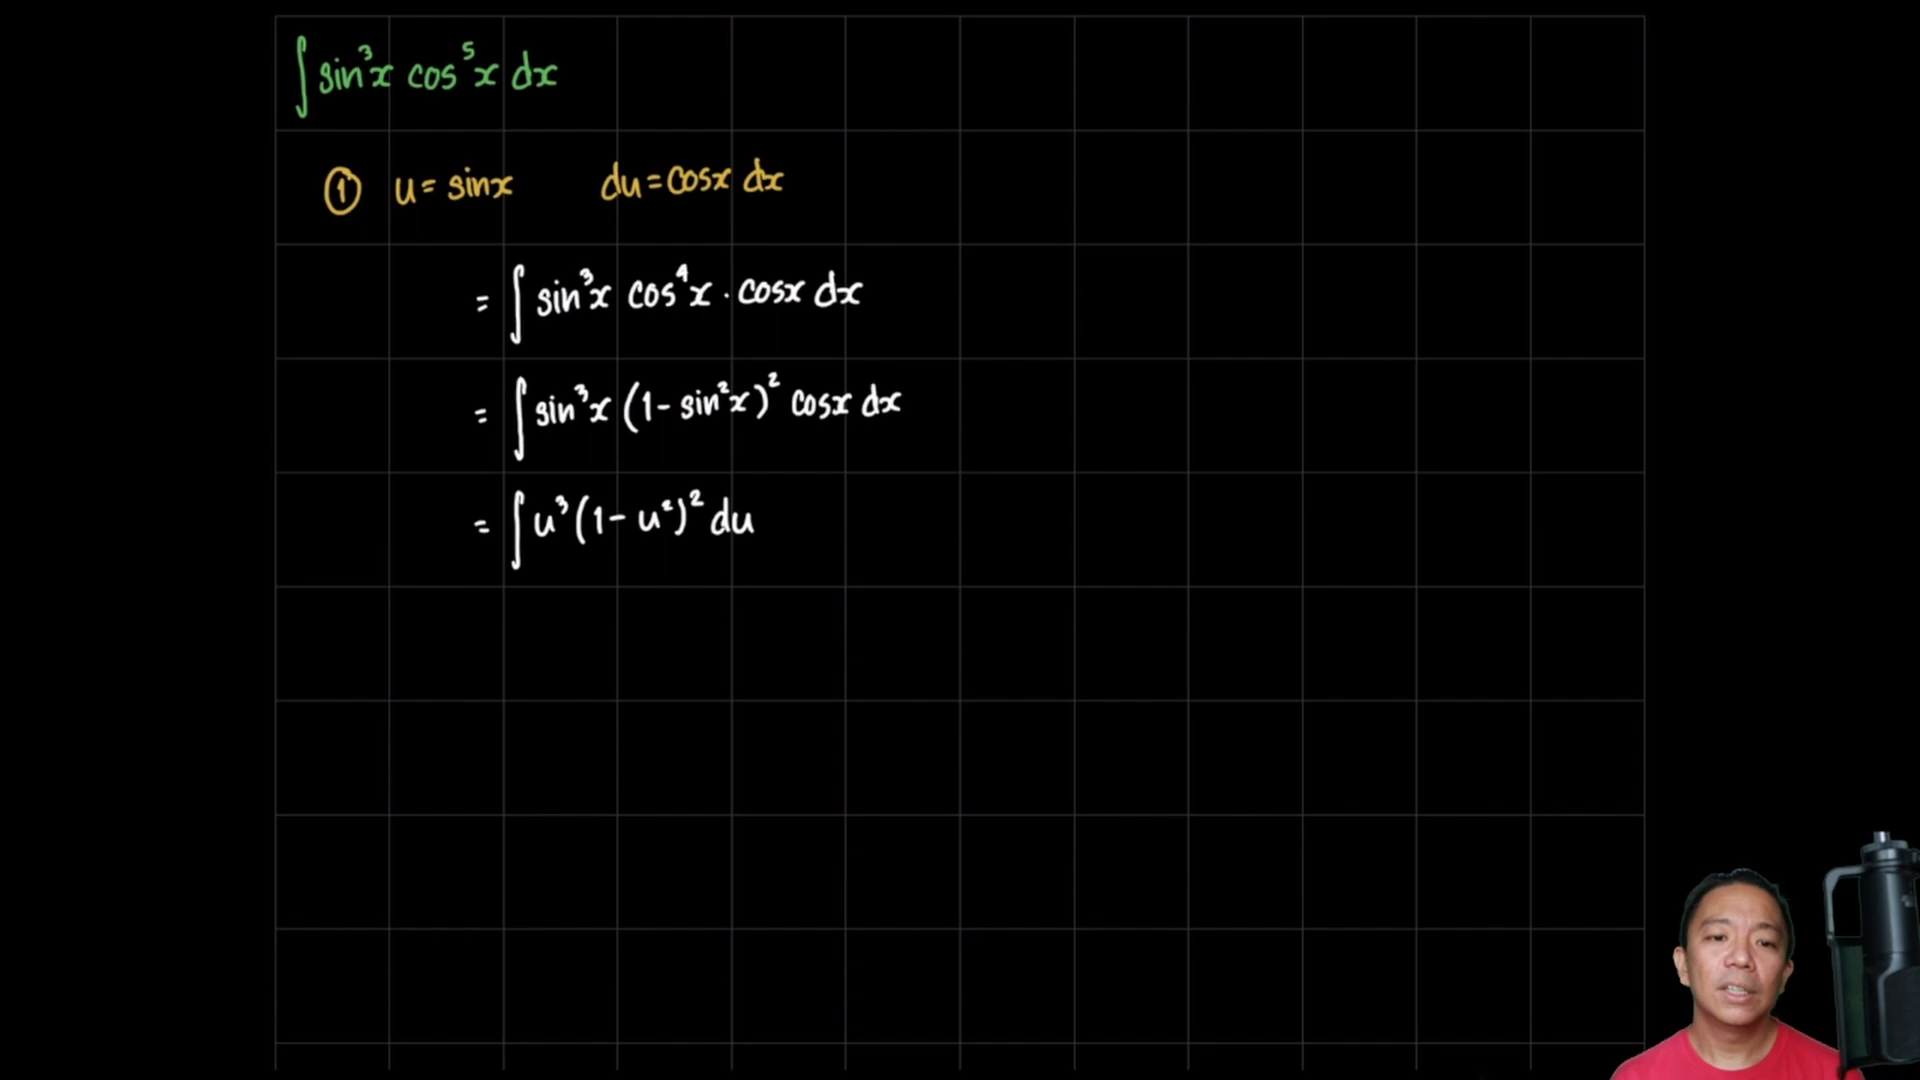 ∫ sin³x cos⁵x dx
① u = sinx du = cosx dx
= ∫ sin³x cos⁴x · cosx dx
= ∫ sin³x (1 - sin²x)² cosx dx
= ∫ u³ (1 - u²)² du